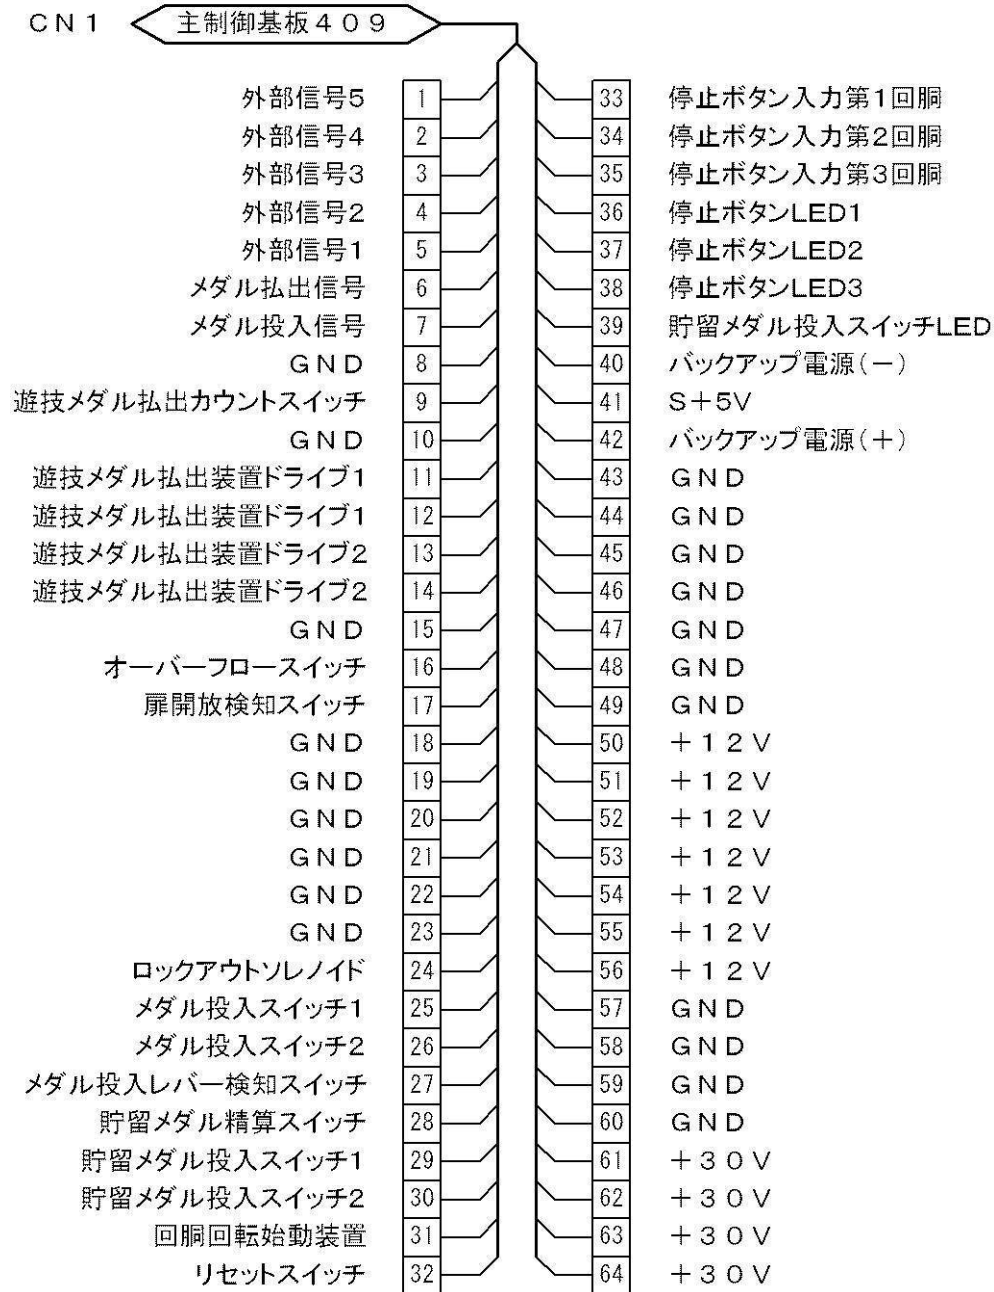 CN1 主制御基板409
外部信号5 1 33 停止ボタン入力第1回胴
外部信号4 2 34 停止ボタン入力第2回胴
外部信号3 3 35 停止ボタン入力第3回胴
外部信号2 4 36 停止ボタンLED1
外部信号1 5 37 停止ボタンLED2
メダル払出信号 6 38 停止ボタンLED3
メダル投入信号 7 39 貯留メダル投入スイッチLED
GND 8 40 バックアップ電源(-)
遊技メダル払出カウントスイッチ 9 41 S+5V
GND 10 42 バックアップ電源(+)
遊技メダル払出装置ドライブ1 11 43 GND
遊技メダル払出装置ドライブ1 12 44 GND
遊技メダル払出装置ドライブ2 13 45 GND
遊技メダル払出装置ドライブ2 14 46 GND
GND 15 47 GND
オーバーフロースイッチ 16 48 GND
扉開放検知スイッチ 17 49 GND
GND 18 50 +12V
GND 19 51 +12V
GND 20 52 +12V
GND 21 53 +12V
GND 22 54 +12V
GND 23 55 +12V
ロックアウトソレノイド 24 56 +12V
メダル投入スイッチ1 25 57 GND
メダル投入スイッチ2 26 58 GND
メダル投入レバー検知スイッチ 27 59 GND
貯留メダル精算スイッチ 28 60 GND
貯留メダル投入スイッチ1 29 61 +30V
貯留メダル投入スイッチ2 30 62 +30V
回胴回転始動装置 31 63 +30V
リセットスイッチ 32 64 +30V